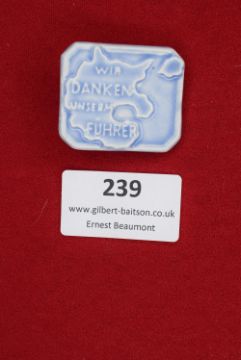 WIR
DANKEN
UNSERM
FÜHRER
239
www.gilbert-baitson.co.uk
Ernest Beaumont